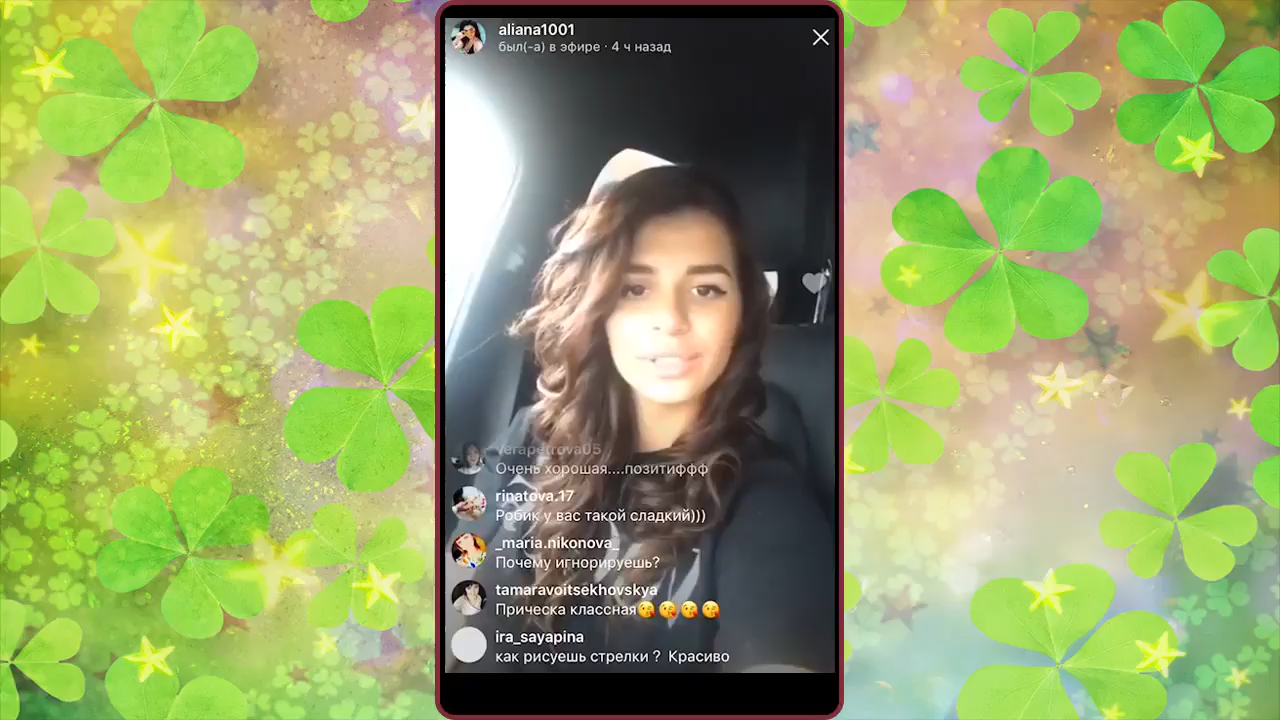 aliana1001
был(-а) в эфире · 4 ч назад
verapetrova05
Очень хорошая....позитиффф
rinatova.17
Робик у вас такой сладкий)))
_maria.nikonova_
Почему игнорируешь?
tamaravoitsekhovskya
Прическа классная😘😘😘😘
ira_sayapina
как рисуешь стрелки ? Красиво